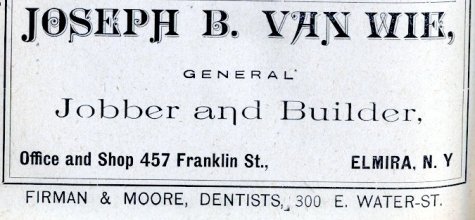 JOSEPH B. VAN WIE,
GENERAL
Jobber and Builder,
Office and Shop 457 Franklin St., ELMIRA, N. Y
FIRMAN & MOORE, DENTISTS, 300 E. WATER-ST.